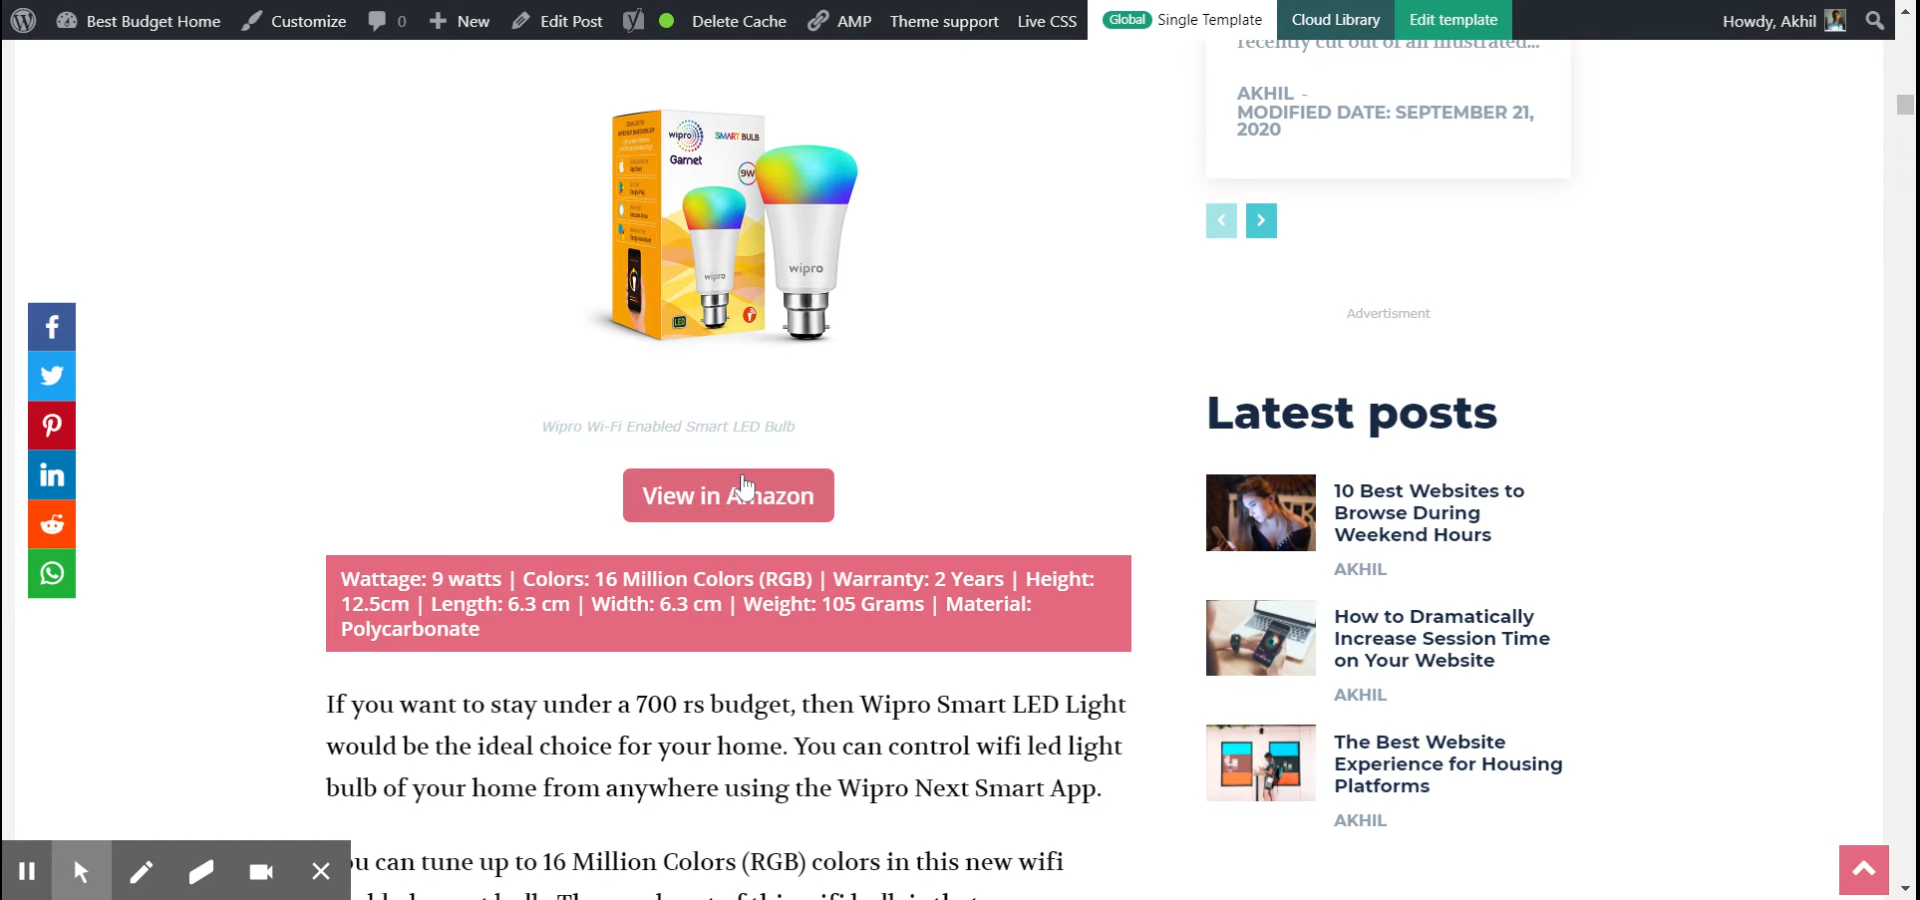 Best Budget Home Customize 0 New Edit Post Delete Cache AMP Theme support Live CSS Global Single Template Cloud Library Edit template Howdy, Akhil
recently cut out of an illustrated...
AKHIL -
MODIFIED DATE: SEPTEMBER 21,
2020
wipro
SMART BULB
Garnet
9W
wipro
wipro
LED
Wipro Wi-Fi Enabled Smart LED Bulb
View in Amazon
Wattage: 9 watts | Colors: 16 Million Colors (RGB) | Warranty: 2 Years | Height:
12.5cm | Length: 6.3 cm | Width: 6.3 cm | Weight: 105 Grams | Material:
Polycarbonate
If you want to stay under a 700 rs budget, then Wipro Smart LED Light
would be the ideal choice for your home. You can control wifi led light
bulb of your home from anywhere using the Wipro Next Smart App.
ou can tune up to 16 Million Colors (RGB) colors in this new wifi
Advertisment
Latest posts
10 Best Websites to
Browse During
Weekend Hours
AKHIL
How to Dramatically
Increase Session Time
on Your Website
AKHIL
The Best Website
Experience for Housing
Platforms
AKHIL